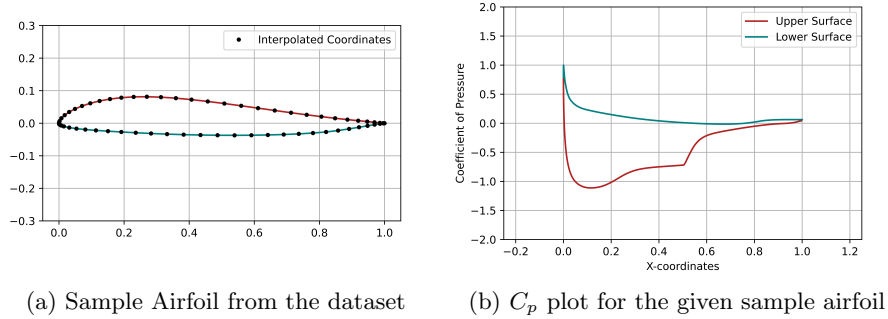 0.3
0.2
0.1
0.0
−0.1
−0.2
−0.3
0.0 0.2 0.4 0.6 0.8 1.0
Interpolated Coordinates
(a) Sample Airfoil from the dataset
2.0
1.5
1.0
0.5
0.0
−0.5
−1.0
−1.5
−2.0
Coefficient of Pressure
−0.2 0.0 0.2 0.4 0.6 0.8 1.0 1.2
X-coordinates
Upper Surface
Lower Surface
(b) Cp plot for the given sample airfoil